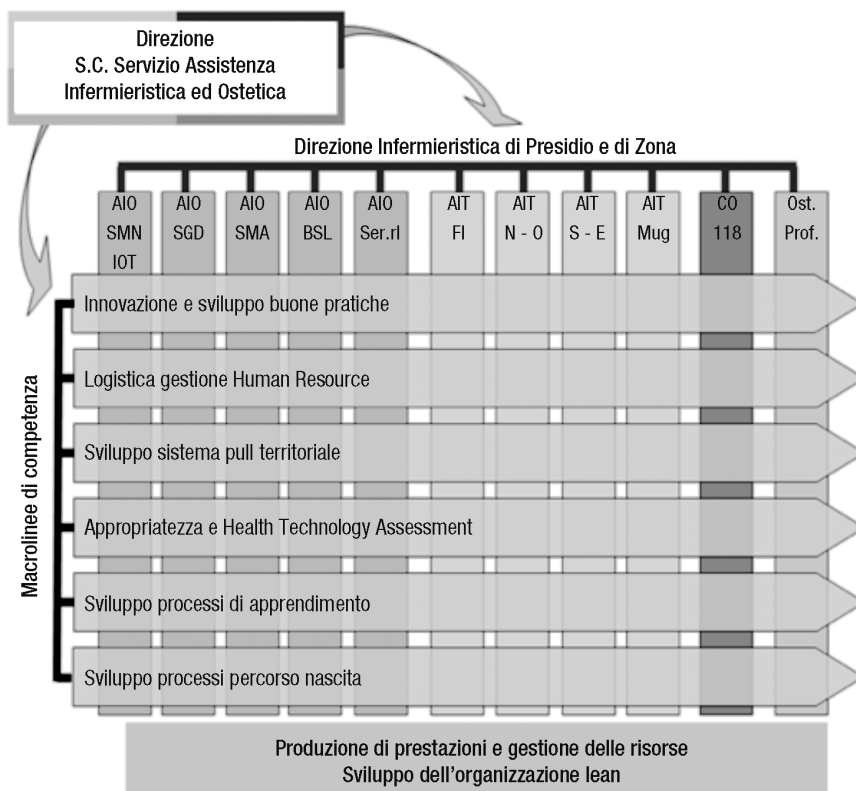 Direzione
S.C. Servizio Assistenza
Infermieristica ed Ostetica
Direzione Infermieristica di Presidio e di Zona
AIO
SMN
IOT
AIO
SGD
AIO
SMA
AIO
BSL
AIO
Ser.rI
AIT
FI
AIT
N - O
AIT
S - E
AIT
Mug
CO
118
Ost.
Prof.
Macrolinee di competenza
Innovazione e sviluppo buone pratiche
Logistica gestione Human Resource
Sviluppo sistema pull territoriale
Appropriatezza e Health Technology Assessment
Sviluppo processi di apprendimento
Sviluppo processi percorso nascita
Produzione di prestazioni e gestione delle risorse
Sviluppo dell'organizzazione lean